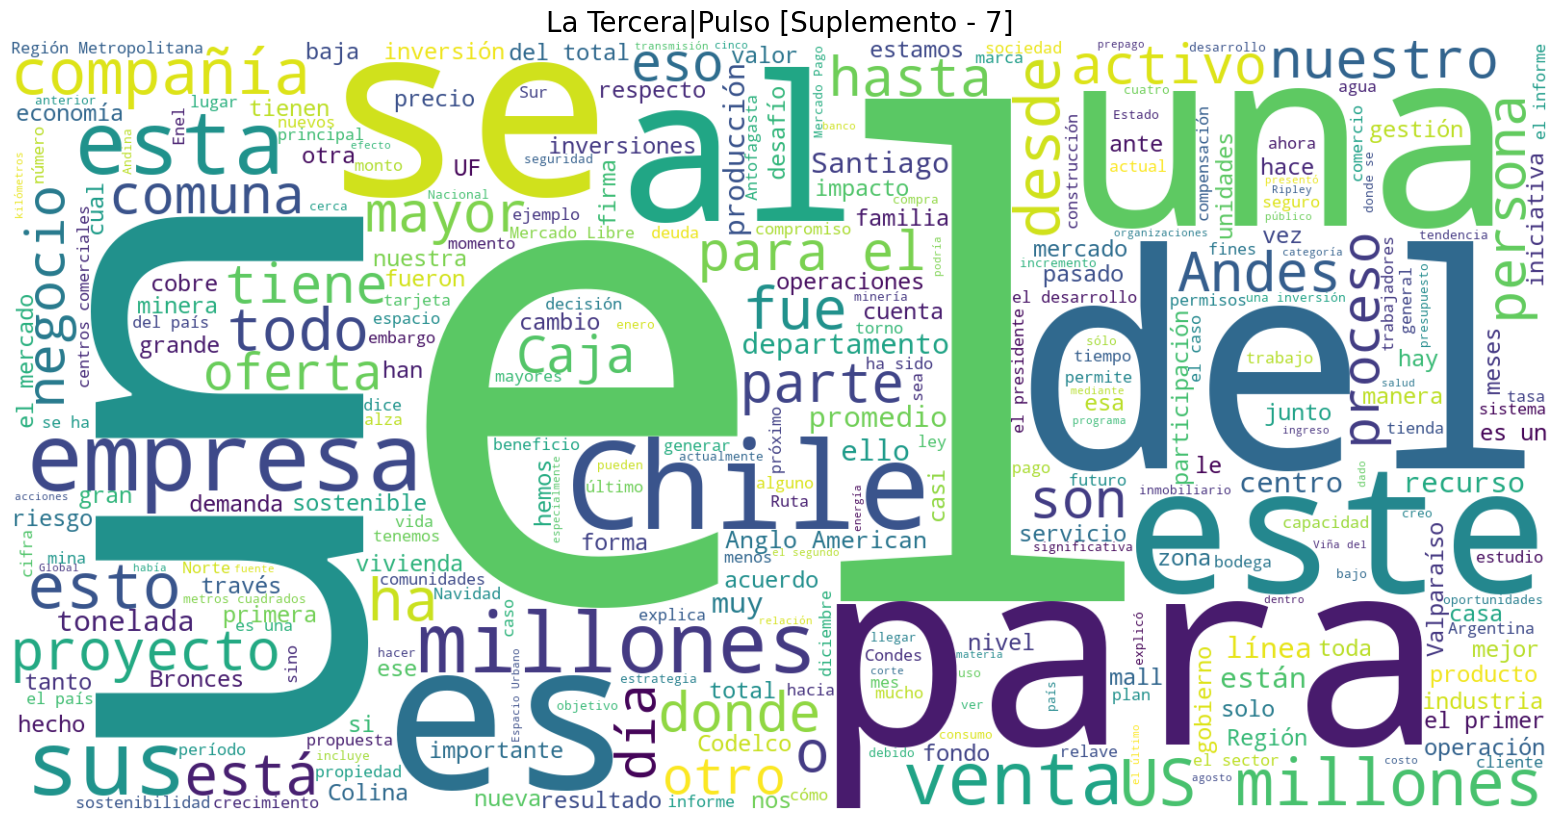 La Tercera|Pulso [Suplemento - 7]
Región Metropolitana
compañía
baja
inversión
del total
transmisión
cinco
valor
eso
se
al
hasta
estamos
marca
sociedad
prepago
desarrollo
activo
nuestro
desde
una
anterior
economía
lugar
tienen
nuevos
principal
efecto
Enel
precio
Sur
respecto
producción
Mercado Pago
desafío
Antofagasta
banco
cuatro
Estado
ante
actual
agua
ahora
hace
presentó
Ripley
seguro
público
comercio
gestión
persona
el informe
iniciativa
número
Andina
esta
otra
monto
UF
seguridad
inversiones
Santiago
impacto
construcción
compensación
unidades
donde se
kilómetros
cual
comuna
cerca
mayor
Nacional
ejemplo
firma
Mercado Libre
deuda
compra
compromiso
familia
organizaciones
vez
categoría
tendencia
negocio
centros comerciales
cobre
minera
del país
grande
tiene
todo
oferta
nuestra
fueron
tarjeta
espacio
embargo
han
momento
para el
podría
operaciones
minería
fue
cuenta
torno
departamento
ha sido
mercado
pasado
incremento
el desarrollo
fines
Andes
permisos
una inversión
proceso
trabajadores
general
presupuesto
meses
hay
el mercado
se ha
dice
alza
un
el
decisión
cambio
enero
Caja
mayores
parte
sea
promedio
el presidente
sólo
tiempo
permite
mediante
esa
programa
del
el caso
participación
trabajo
junto
ingreso
salud
manera
tienda
tasa
sistema
es un
empresa
beneficio
Chile
generar
actualmente
próximo
ello
ley
casi
pago
son
le
futuro
centro
recurso
inmobiliario
dado
creo
acciones
gran
demanda
sostenible
riesgo
vida
tenemos
hemos
especialmente
pueden
último
alguno
Ruta
energía
forma
Anglo American
menos
el segundo
servicio
significativa
este
zona
bodega
capacidad
Viña del
bajo
estudio
Valparaíso
cifra
mina
Global
había
Norte
fuente
través
metros cuadrados
vivienda
comunidades
Navidad
caso
acuerdo
muy
explica
relación
dentro
oportunidades
casa
Argentina
mejor
esto
tonelada
primera
es una
ha
millones
diciembre
para
llegar
Condes
corte
mes
mucho
nivel
materia
uso
ver
país
explicó
mall
plan
gobierno
línea
toda
están
producto
industria
proyecto
tanto
Bronces
sino
el país
hecho
hacer
ese
es
Espacio Urbano
estrategia
objetivo
total
hacia
día
donde
solo
Región
el primer
si
sus
período
está
propuesta
incluye
importante
propiedad
Codelco
o
otro
debido
consumo
fondo
relave
el último
el sector
operación
cliente
sostenibilidad
crecimiento
Colina
nueva
resultado
informe
nos
cómo
venta
US millones
agosto
costo